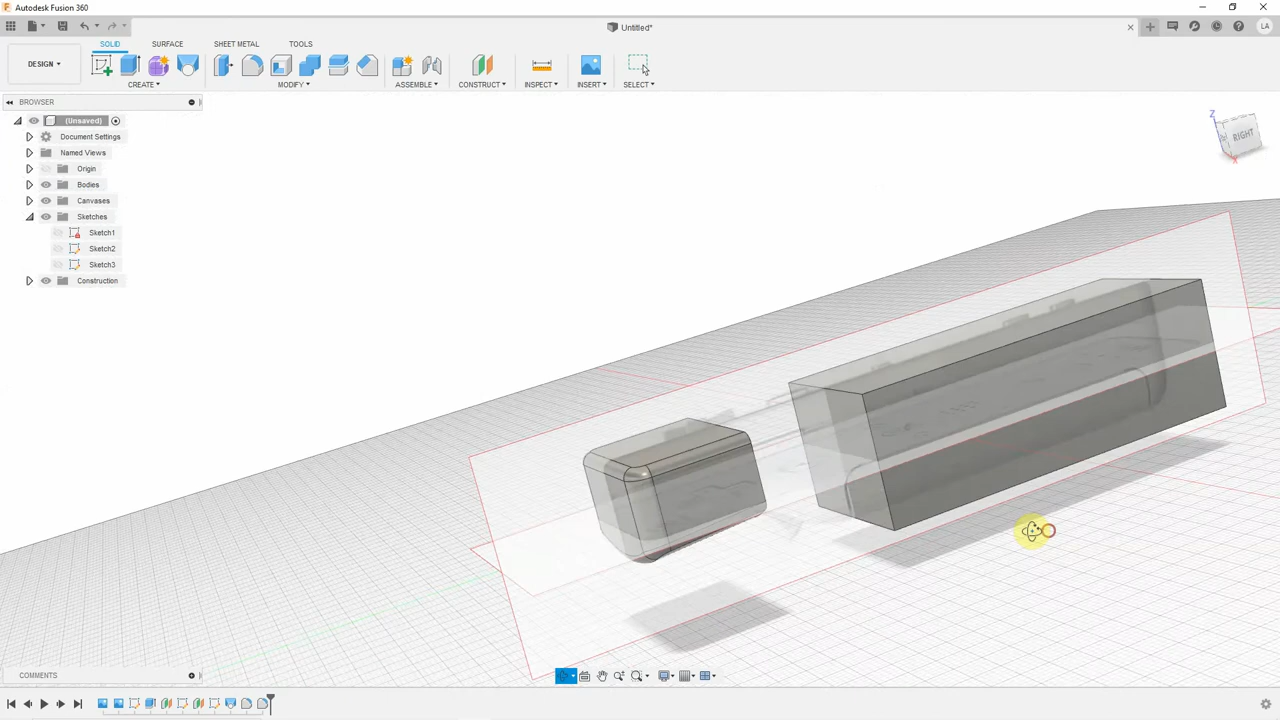 Autodesk Fusion 360
Untitled*
LA
DESIGN
SOLID SURFACE SHEET METAL TOOLS
CREATE MODIFY ASSEMBLE CONSTRUCT INSPECT INSERT SELECT
BROWSER
(Unsaved)
Document Settings
Named Views
Origin
Bodies
Canvases
Sketches
Sketch1
Sketch2
Sketch3
Construction
Z
RIGHT
X
COMMENTS